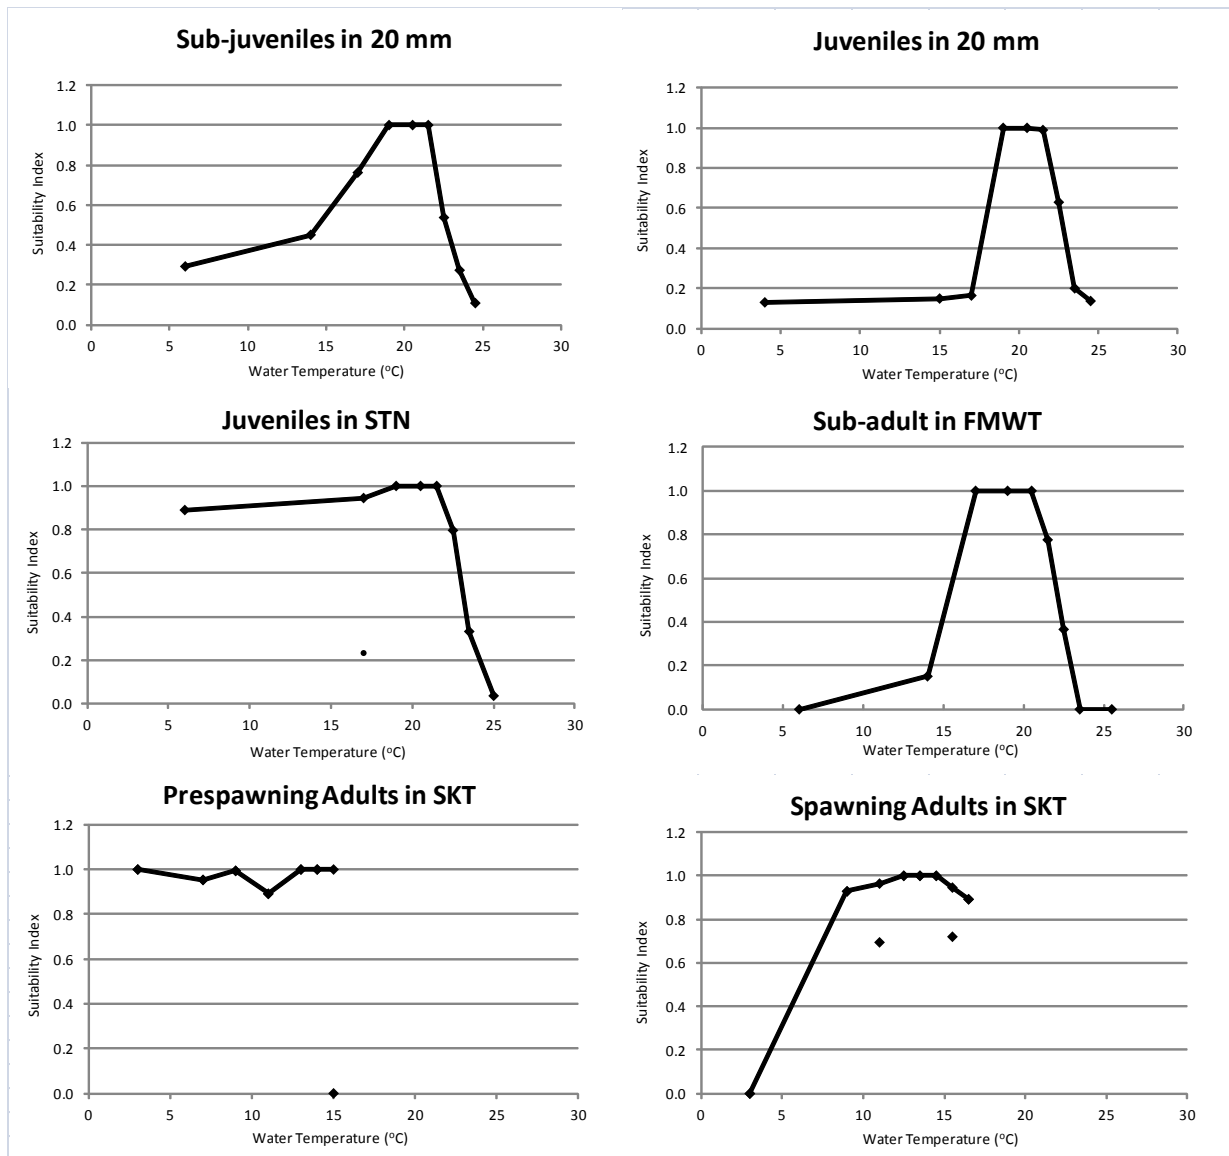 Sub-juveniles in 20 mm
1.2
1.0
0.8
0.6
0.4
0.2
0.0
Suitability Index
0 5 10 15 20 25 30
Water Temperature (ᵒC)
Juveniles in 20 mm
1.2
1.0
0.8
0.6
0.4
0.2
0.0
Suitability Index
0 5 10 15 20 25 30
Water Temperature (ᵒC)
Juveniles in STN
1.2
1.0
0.8
0.6
0.4
0.2
0.0
Suitability Index
0 5 10 15 20 25 30
Water Temperature (ᵒC)
Sub-adult in FMWT
1.2
1.0
0.8
0.6
0.4
0.2
0.0
Suitability Index
0 5 10 15 20 25 30
Water Temperature (ᵒC)
Prespawning Adults in SKT
1.2
1.0
0.8
0.6
0.4
0.2
0.0
Suitability Index
0 5 10 15 20 25 30
Water Temperature (ᵒC)
Spawning Adults in SKT
1.2
1.0
0.8
0.6
0.4
0.2
0.0
Suitability Index
0 5 10 15 20 25 30
Water Temperature (ᵒC)